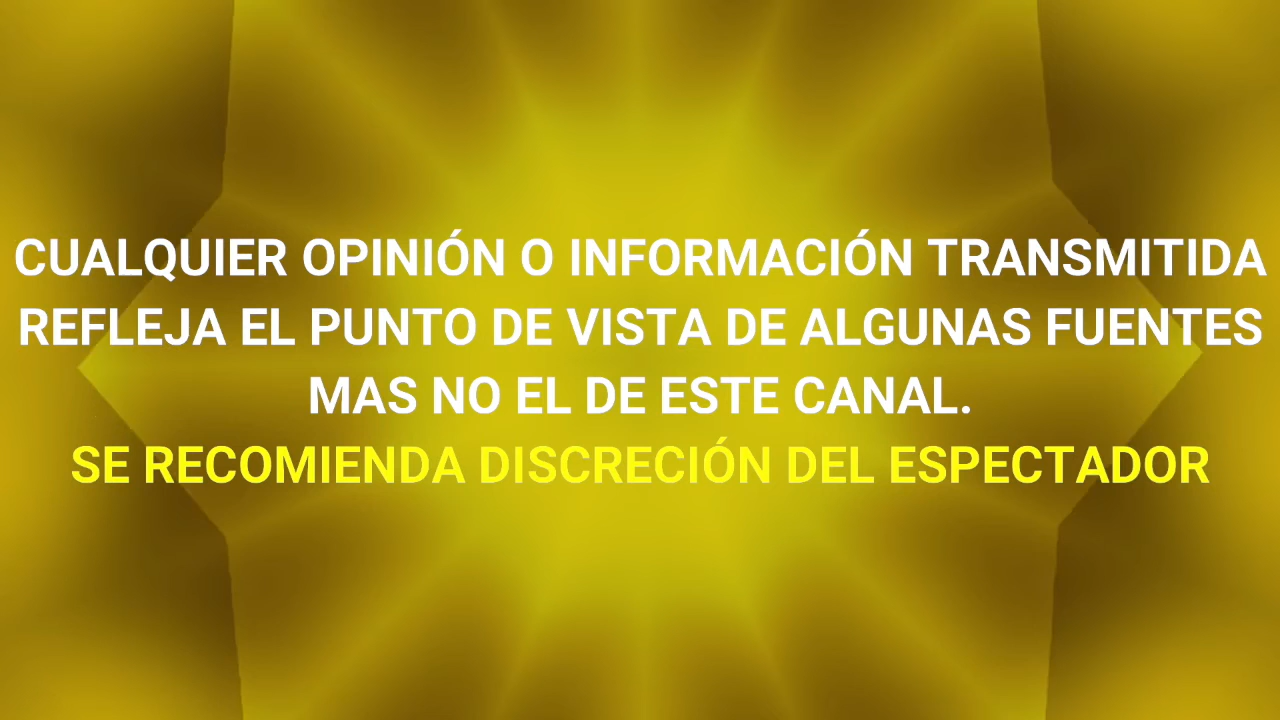 CUALQUIER OPINIÓN O INFORMACIÓN TRANSMITIDA
REFLEJA EL PUNTO DE VISTA DE ALGUNAS FUENTES
MAS NO EL DE ESTE CANAL.
SE RECOMIENDA DISCRECIÓN DEL ESPECTADOR